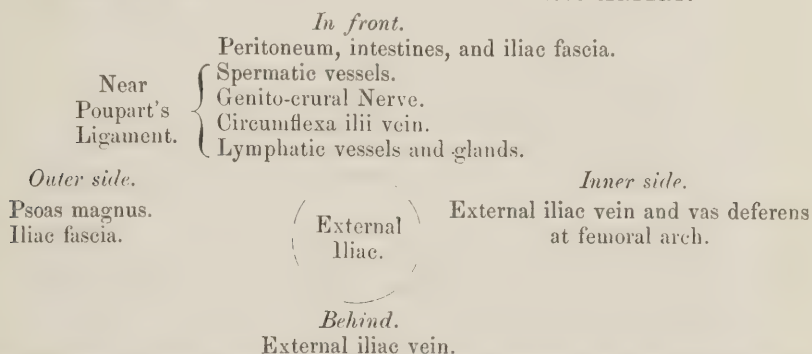 In front.
Peritoneum, intestines, and iliac fascia.
Near Poupart's Ligament.
Spermatic vessels.
Genito-crural Nerve.
Circumflexa ilii vein.
Lymphatic vessels and glands.
Outer side.
Psoas magnus.
Iliac fascia.
External
Iliac.
Inner side.
External iliac vein and vas deferens
at femoral arch.
Behind.
External iliac vein.